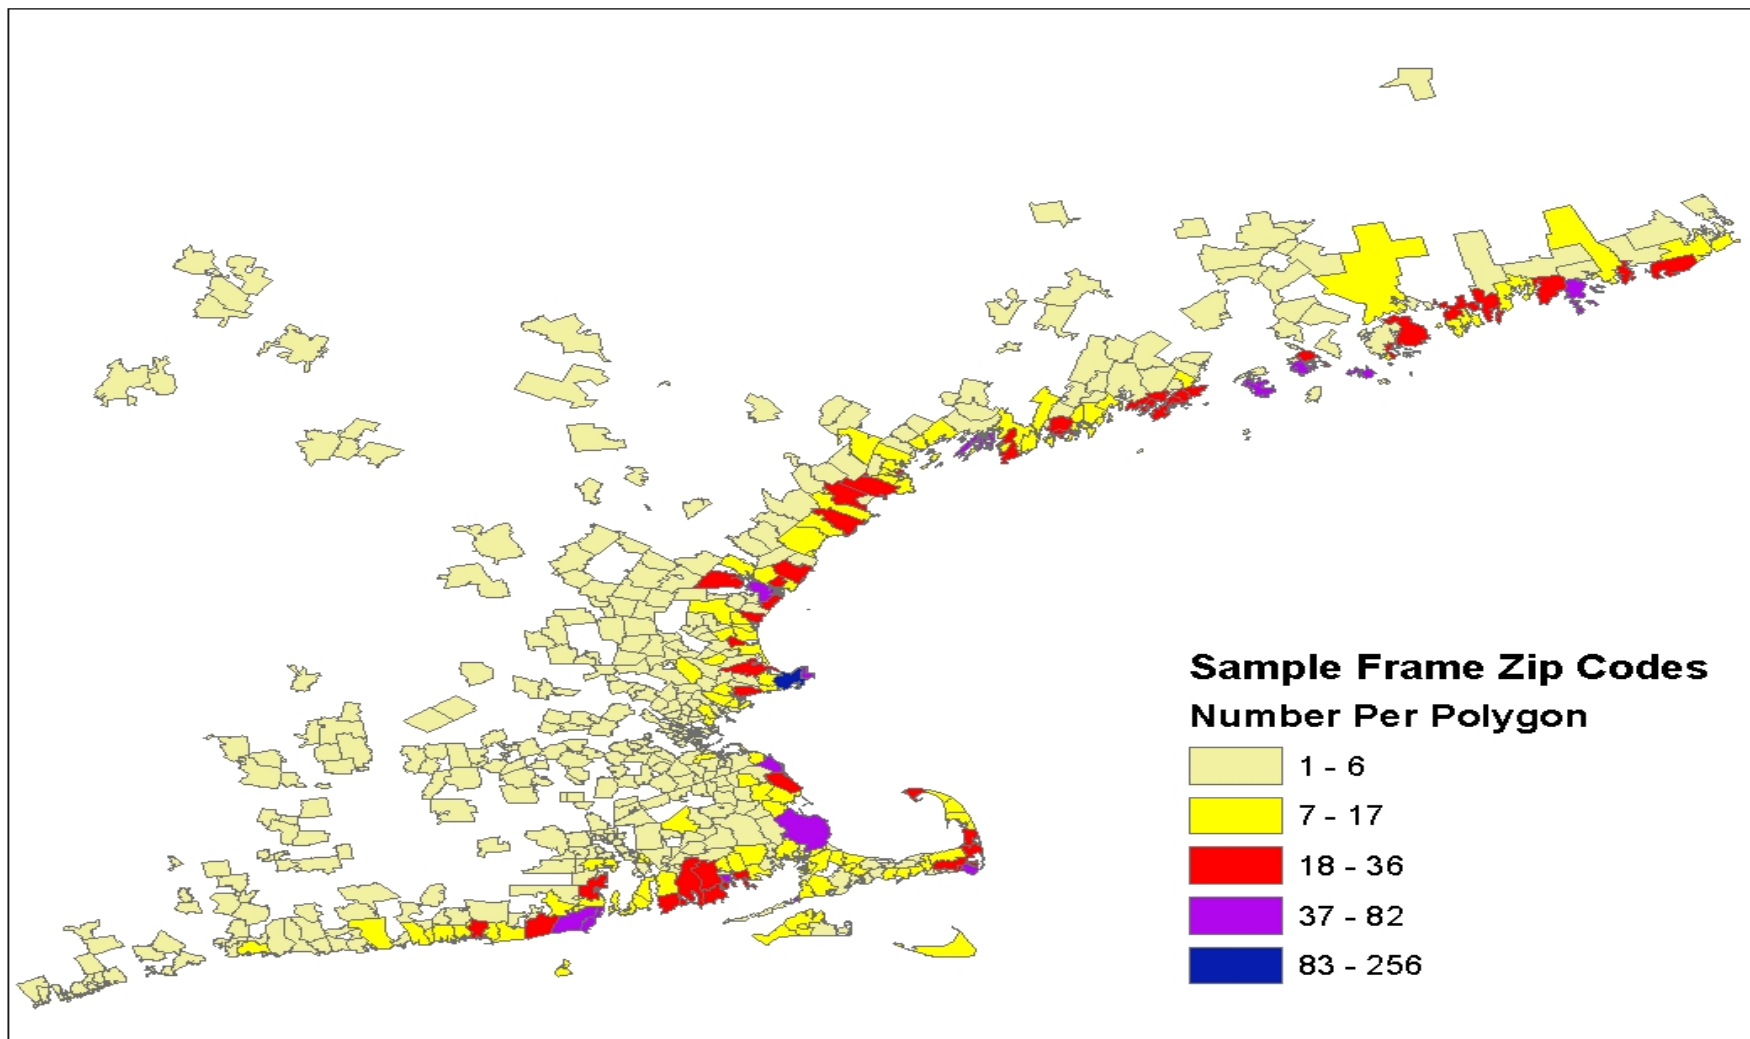 Sample Frame Zip Codes
Number Per Polygon
1 - 6
7 - 17
18 - 36
37 - 82
83 - 256